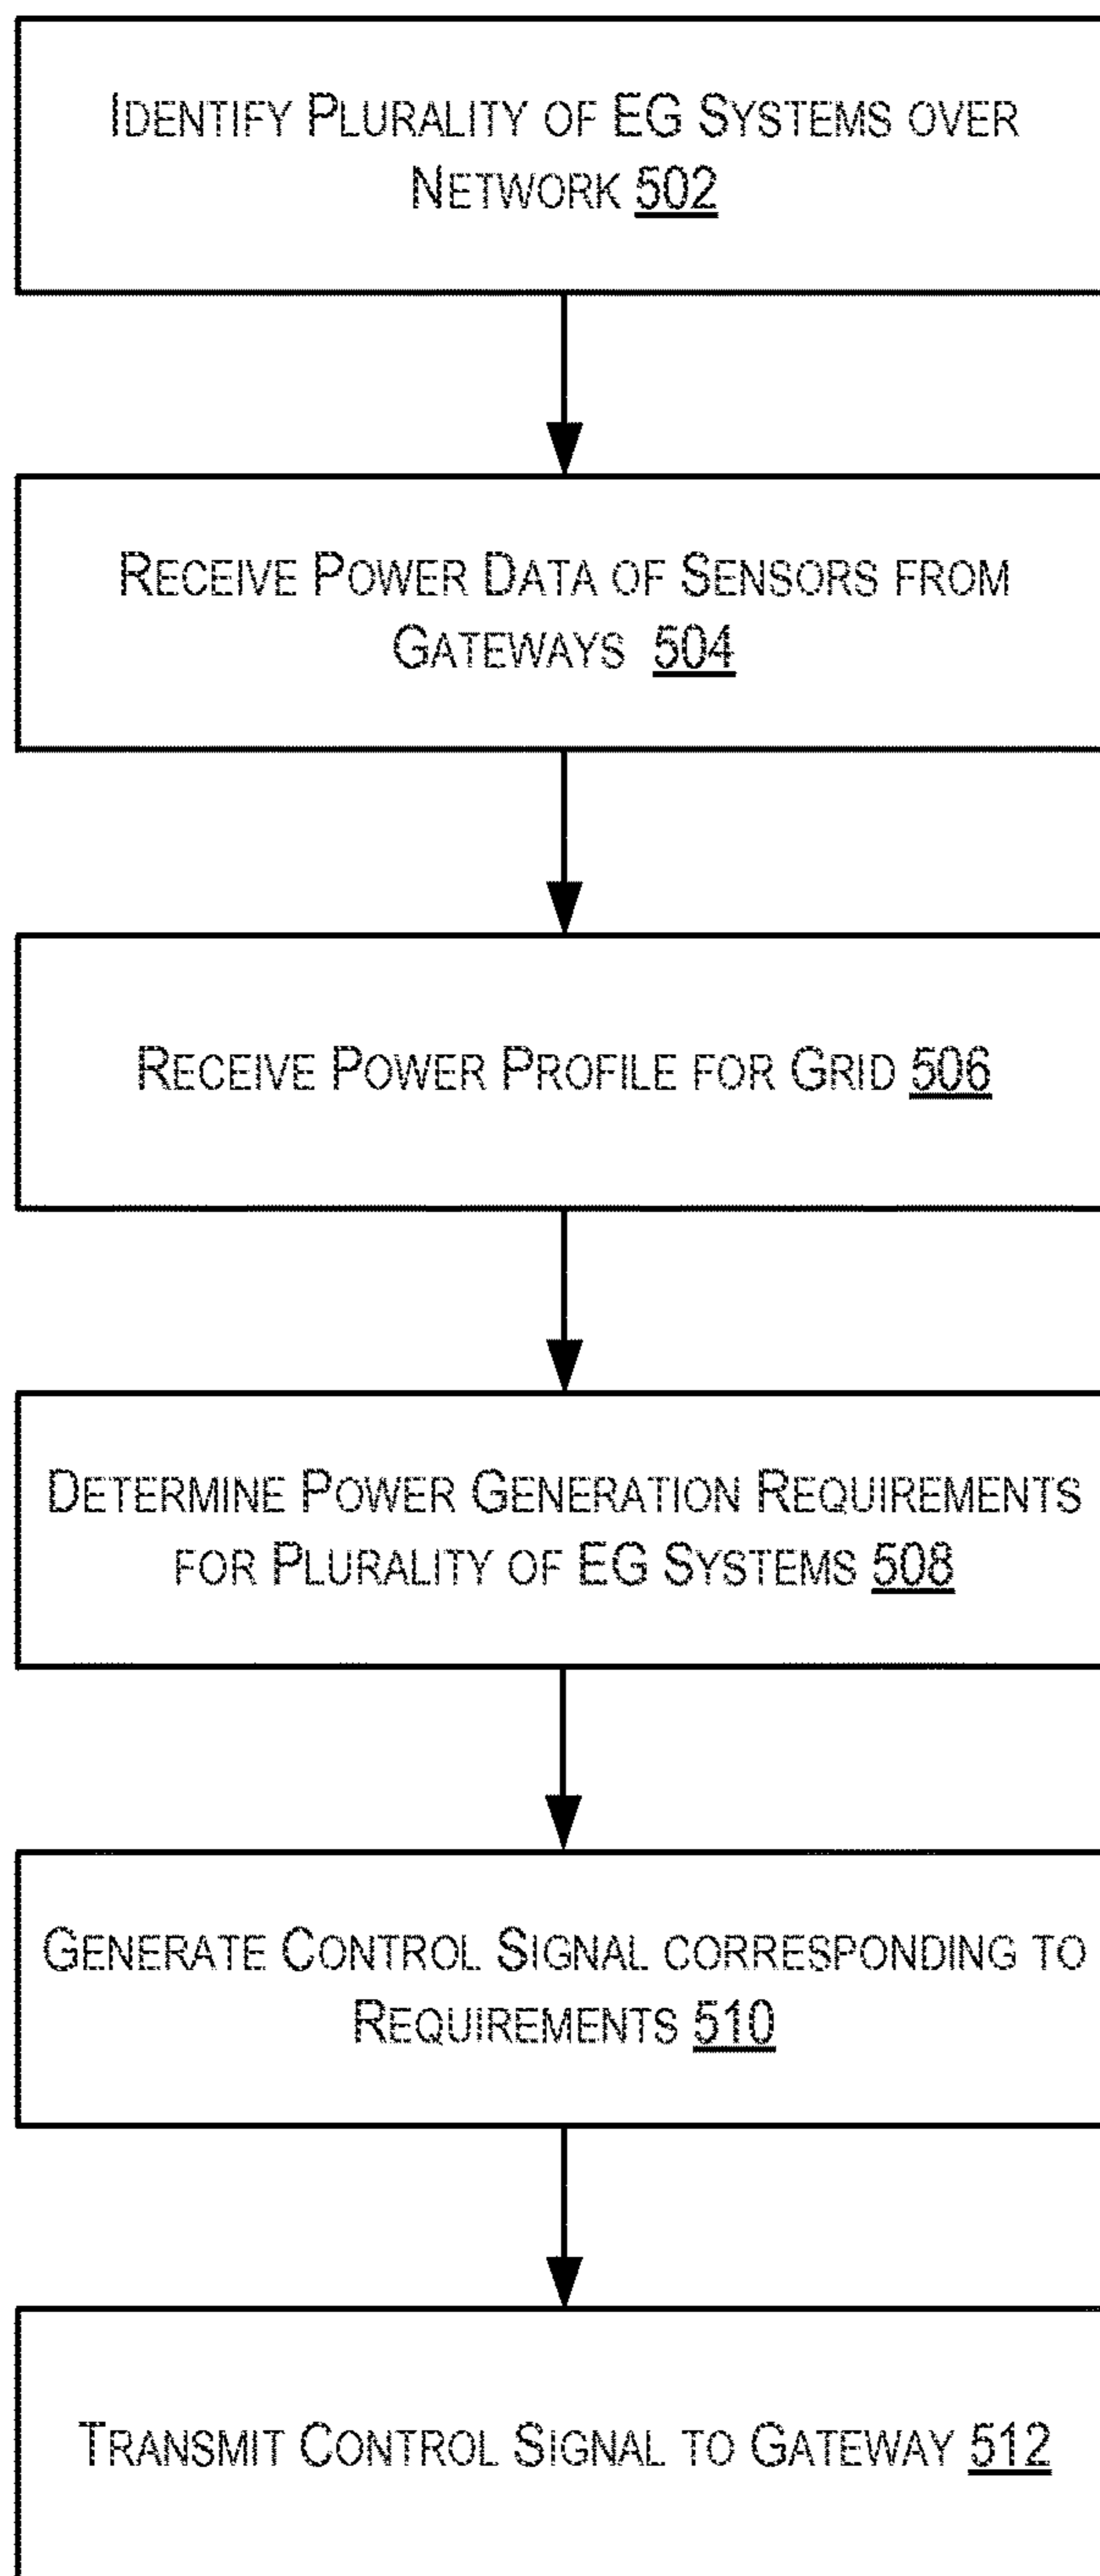 IDENTIFY PLURALITY OF EG SYSTEMS OVER
NETWORK 502
RECEIVE POWER DATA OF SENSORS FROM
GATEWAYS 504
RECEIVE POWER PROFILE FOR GRID 506
DETERMINE POWER GENERATION REQUIREMENTS
FOR PLURALITY OF EG SYSTEMS 508
GENERATE CONTROL SIGNAL CORRESPONDING TO
REQUIREMENTS 510
TRANSMIT CONTROL SIGNAL TO GATEWAY 512